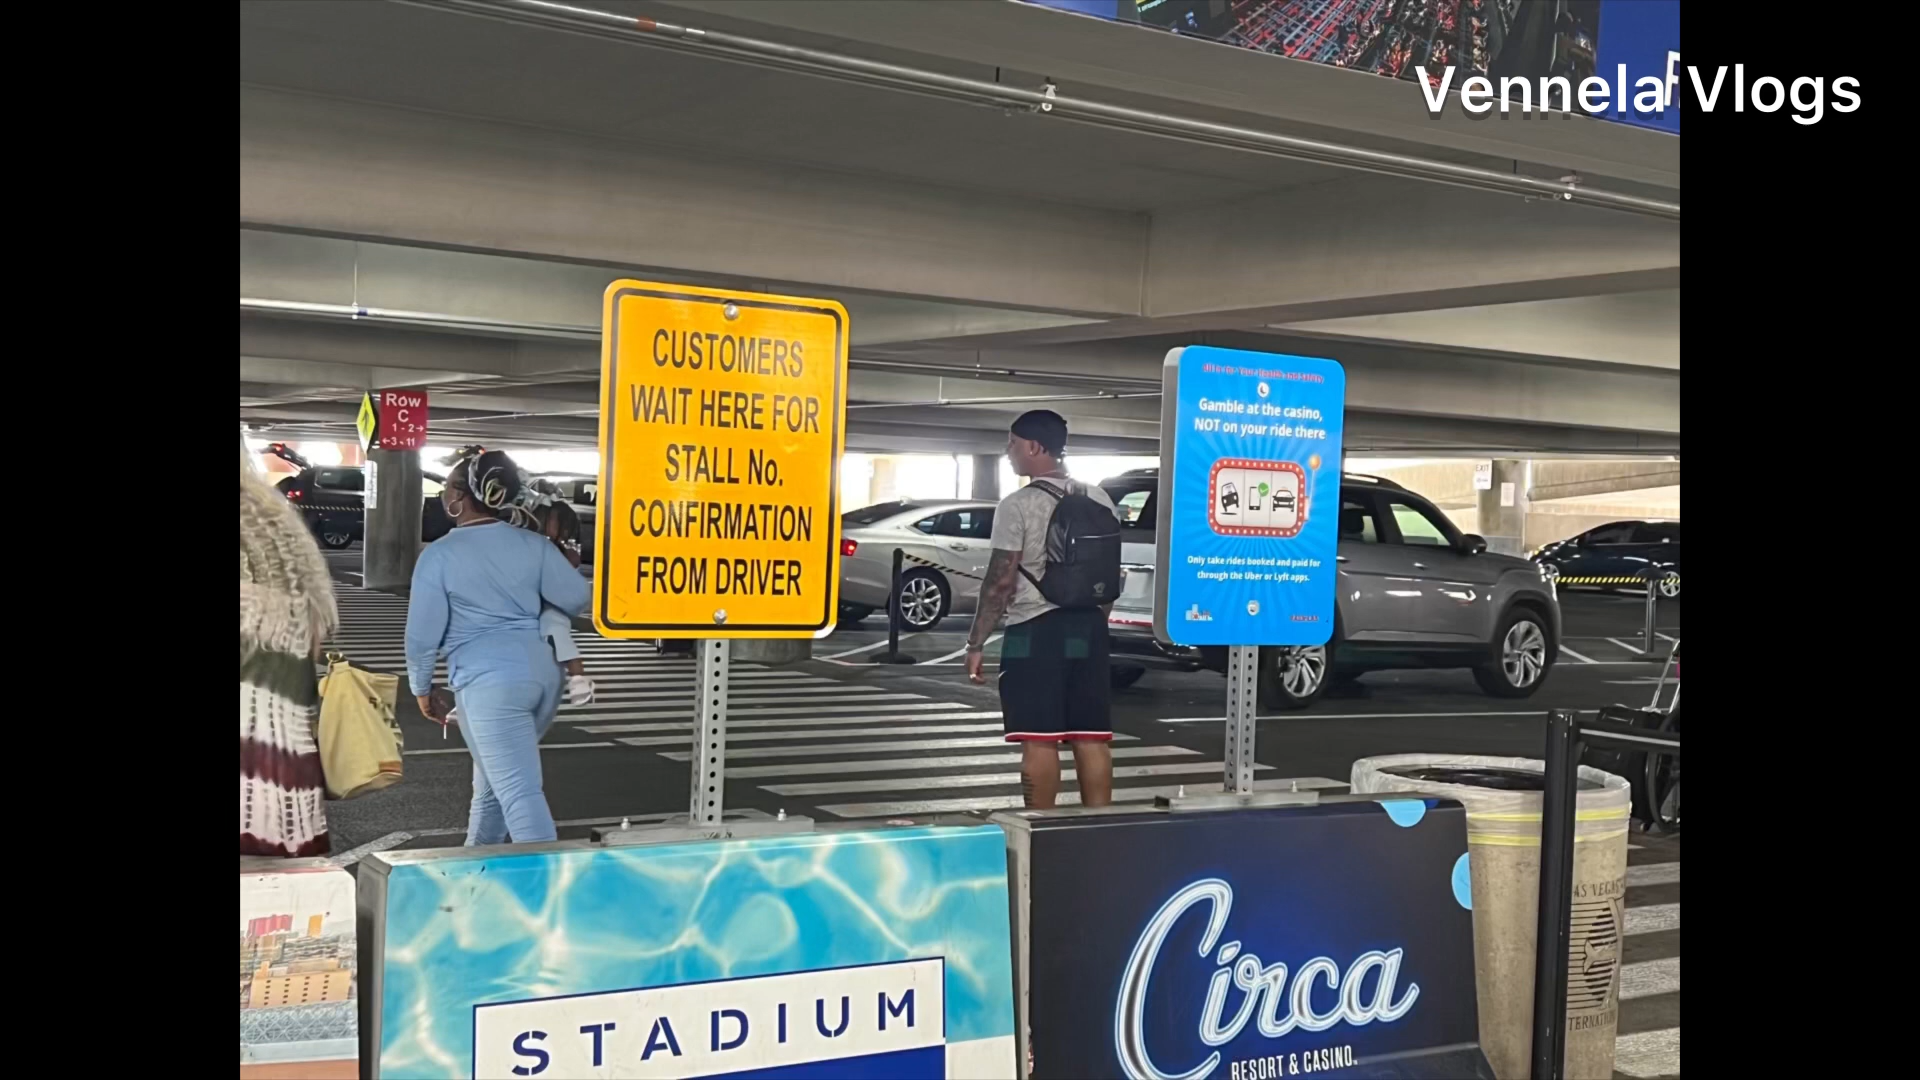 Vennela Vlogs
Row
C
1 - 2→
←3 - 11
CUSTOMERS
WAIT HERE FOR
STALL No.
CONFIRMATION
FROM DRIVER
Gamble at the casino,
NOT on your ride there
Only take rides booked and paid for
through the Uber or Lyft apps.
EXIT
STADIUM
Circa
RESORT & CASINO